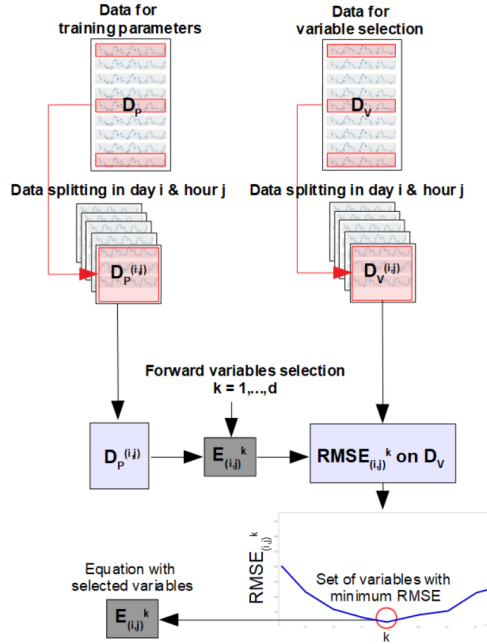 Data for
training parameters
Data for
variable selection
D_P
D_V
Data splitting in day i & hour j
Data splitting in day i & hour j
D_P^(i,j)
D_V^(i,j)
Forward variables selection
k = 1,...,d
D_P^(i,j)
E_(i,j)^k
RMSE_(i,j)^k on D_V
RMSE_(i,j)^k
Set of variables with
minimum RMSE
k
Equation with
selected variables
E_(i,j)^k